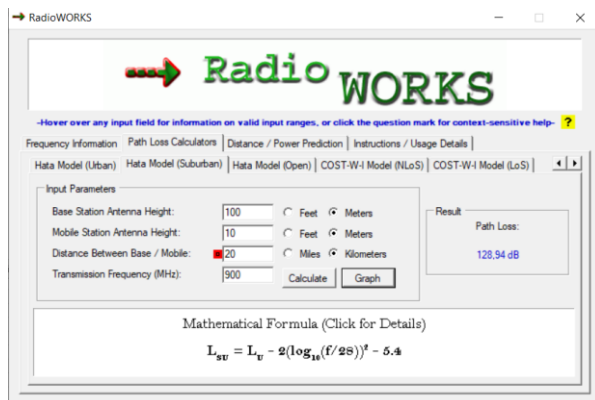 RadioWORKS
Radio WORKS
-Hover over any input field for information on valid input ranges, or click the question mark for context-sensitive help- ?
Frequency Information Path Loss Calculators Distance / Power Prediction Instructions / Usage Details
Hata Model (Urban) Hata Model (Suburban) Hata Model (Open) COST-W-I Model (NLoS) COST-W-I Model (LoS)
Input Parameters
Base Station Antenna Height: 100 Feet Meters
Mobile Station Antenna Height: 10 Feet Meters
Distance Between Base / Mobile: 20 Miles Kilometers
Transmission Frequency (MHz): 900 Calculate Graph
Result
Path Loss:
128,94 dB
Mathematical Formula (Click for Details)
L_SU = L_U - 2(log₁₀(f/28))² - 5.4